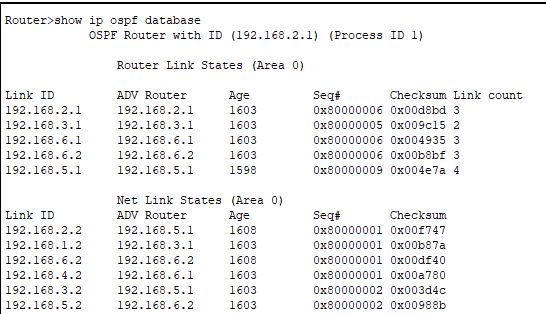 Router>show ip ospf database
OSPF Router with ID (192.168.2.1) (Process ID 1)
Router Link States (Area 0)
Link ID ADV Router Age Seq# Checksum Link count
192.168.2.1 192.168.2.1 1603 0x80000006 0x00d8bd 3
192.168.3.1 192.168.3.1 1603 0x80000005 0x009c15 2
192.168.6.1 192.168.6.1 1603 0x80000006 0x004935 3
192.168.6.2 192.168.6.2 1603 0x80000006 0x00b8bf 3
192.168.5.1 192.168.5.1 1598 0x80000009 0x004e7a 4
Net Link States (Area 0)
Link ID ADV Router Age Seq# Checksum
192.168.2.2 192.168.5.1 1608 0x80000001 0x00f747
192.168.1.2 192.168.3.1 1603 0x80000001 0x00b87a
192.168.6.2 192.168.6.2 1608 0x80000001 0x00df40
192.168.4.2 192.168.6.1 1603 0x80000001 0x00a780
192.168.3.2 192.168.5.1 1603 0x80000002 0x003d4c
192.168.5.2 192.168.6.2 1603 0x80000002 0x00988b